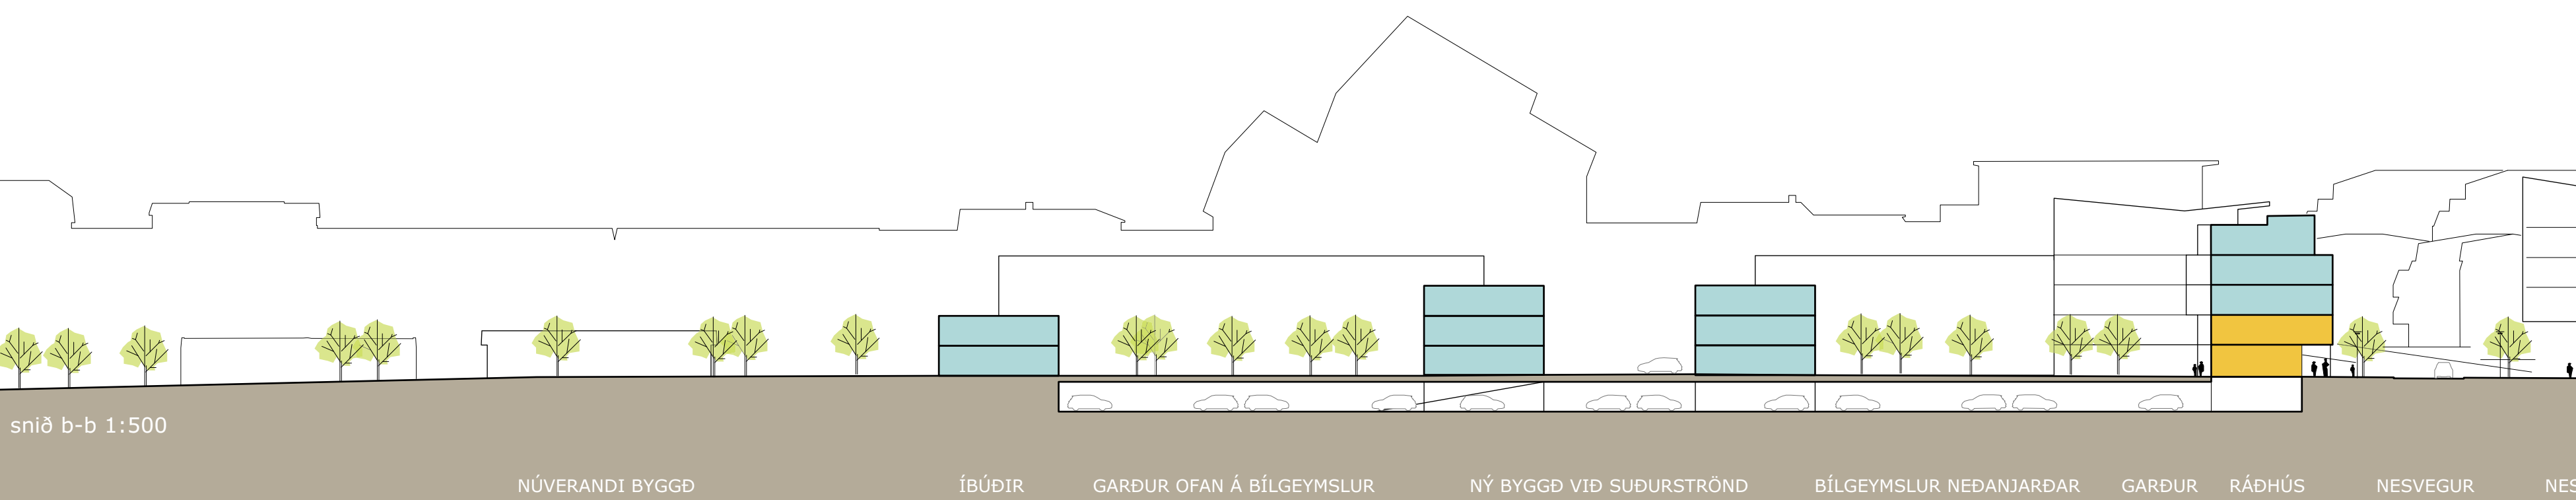 snið b-b 1:500
NÚVERANDI BYGGÐ ÍBÚÐIR GARÐUR OFAN Á BÍLGEYMSLUR NÝ BYGGÐ VIÐ SUÐURSTRÖND BÍLGEYMSLUR NEÐANJARÐAR GARÐUR RÁÐHÚS NESVEGUR